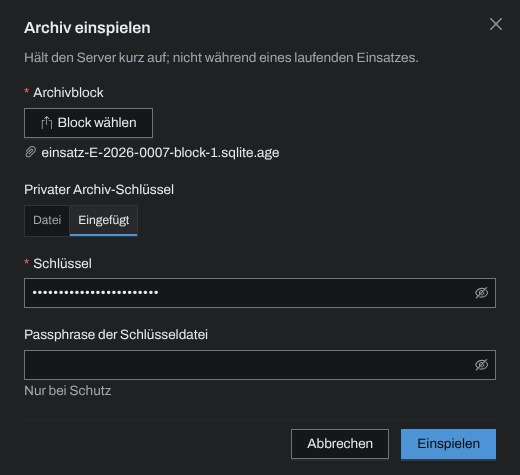 Archiv einspielen
Hält den Server kurz auf; nicht während eines laufenden Einsatzes.
* Archivblock
Block wählen
einsatz-E-2026-0007-block-1.sqlite.age
Privater Archiv-Schlüssel
Datei Eingefügt
* Schlüssel
••••••••••••••••••••••••
Passphrase der Schlüsseldatei
Nur bei Schutz
Abbrechen Einspielen